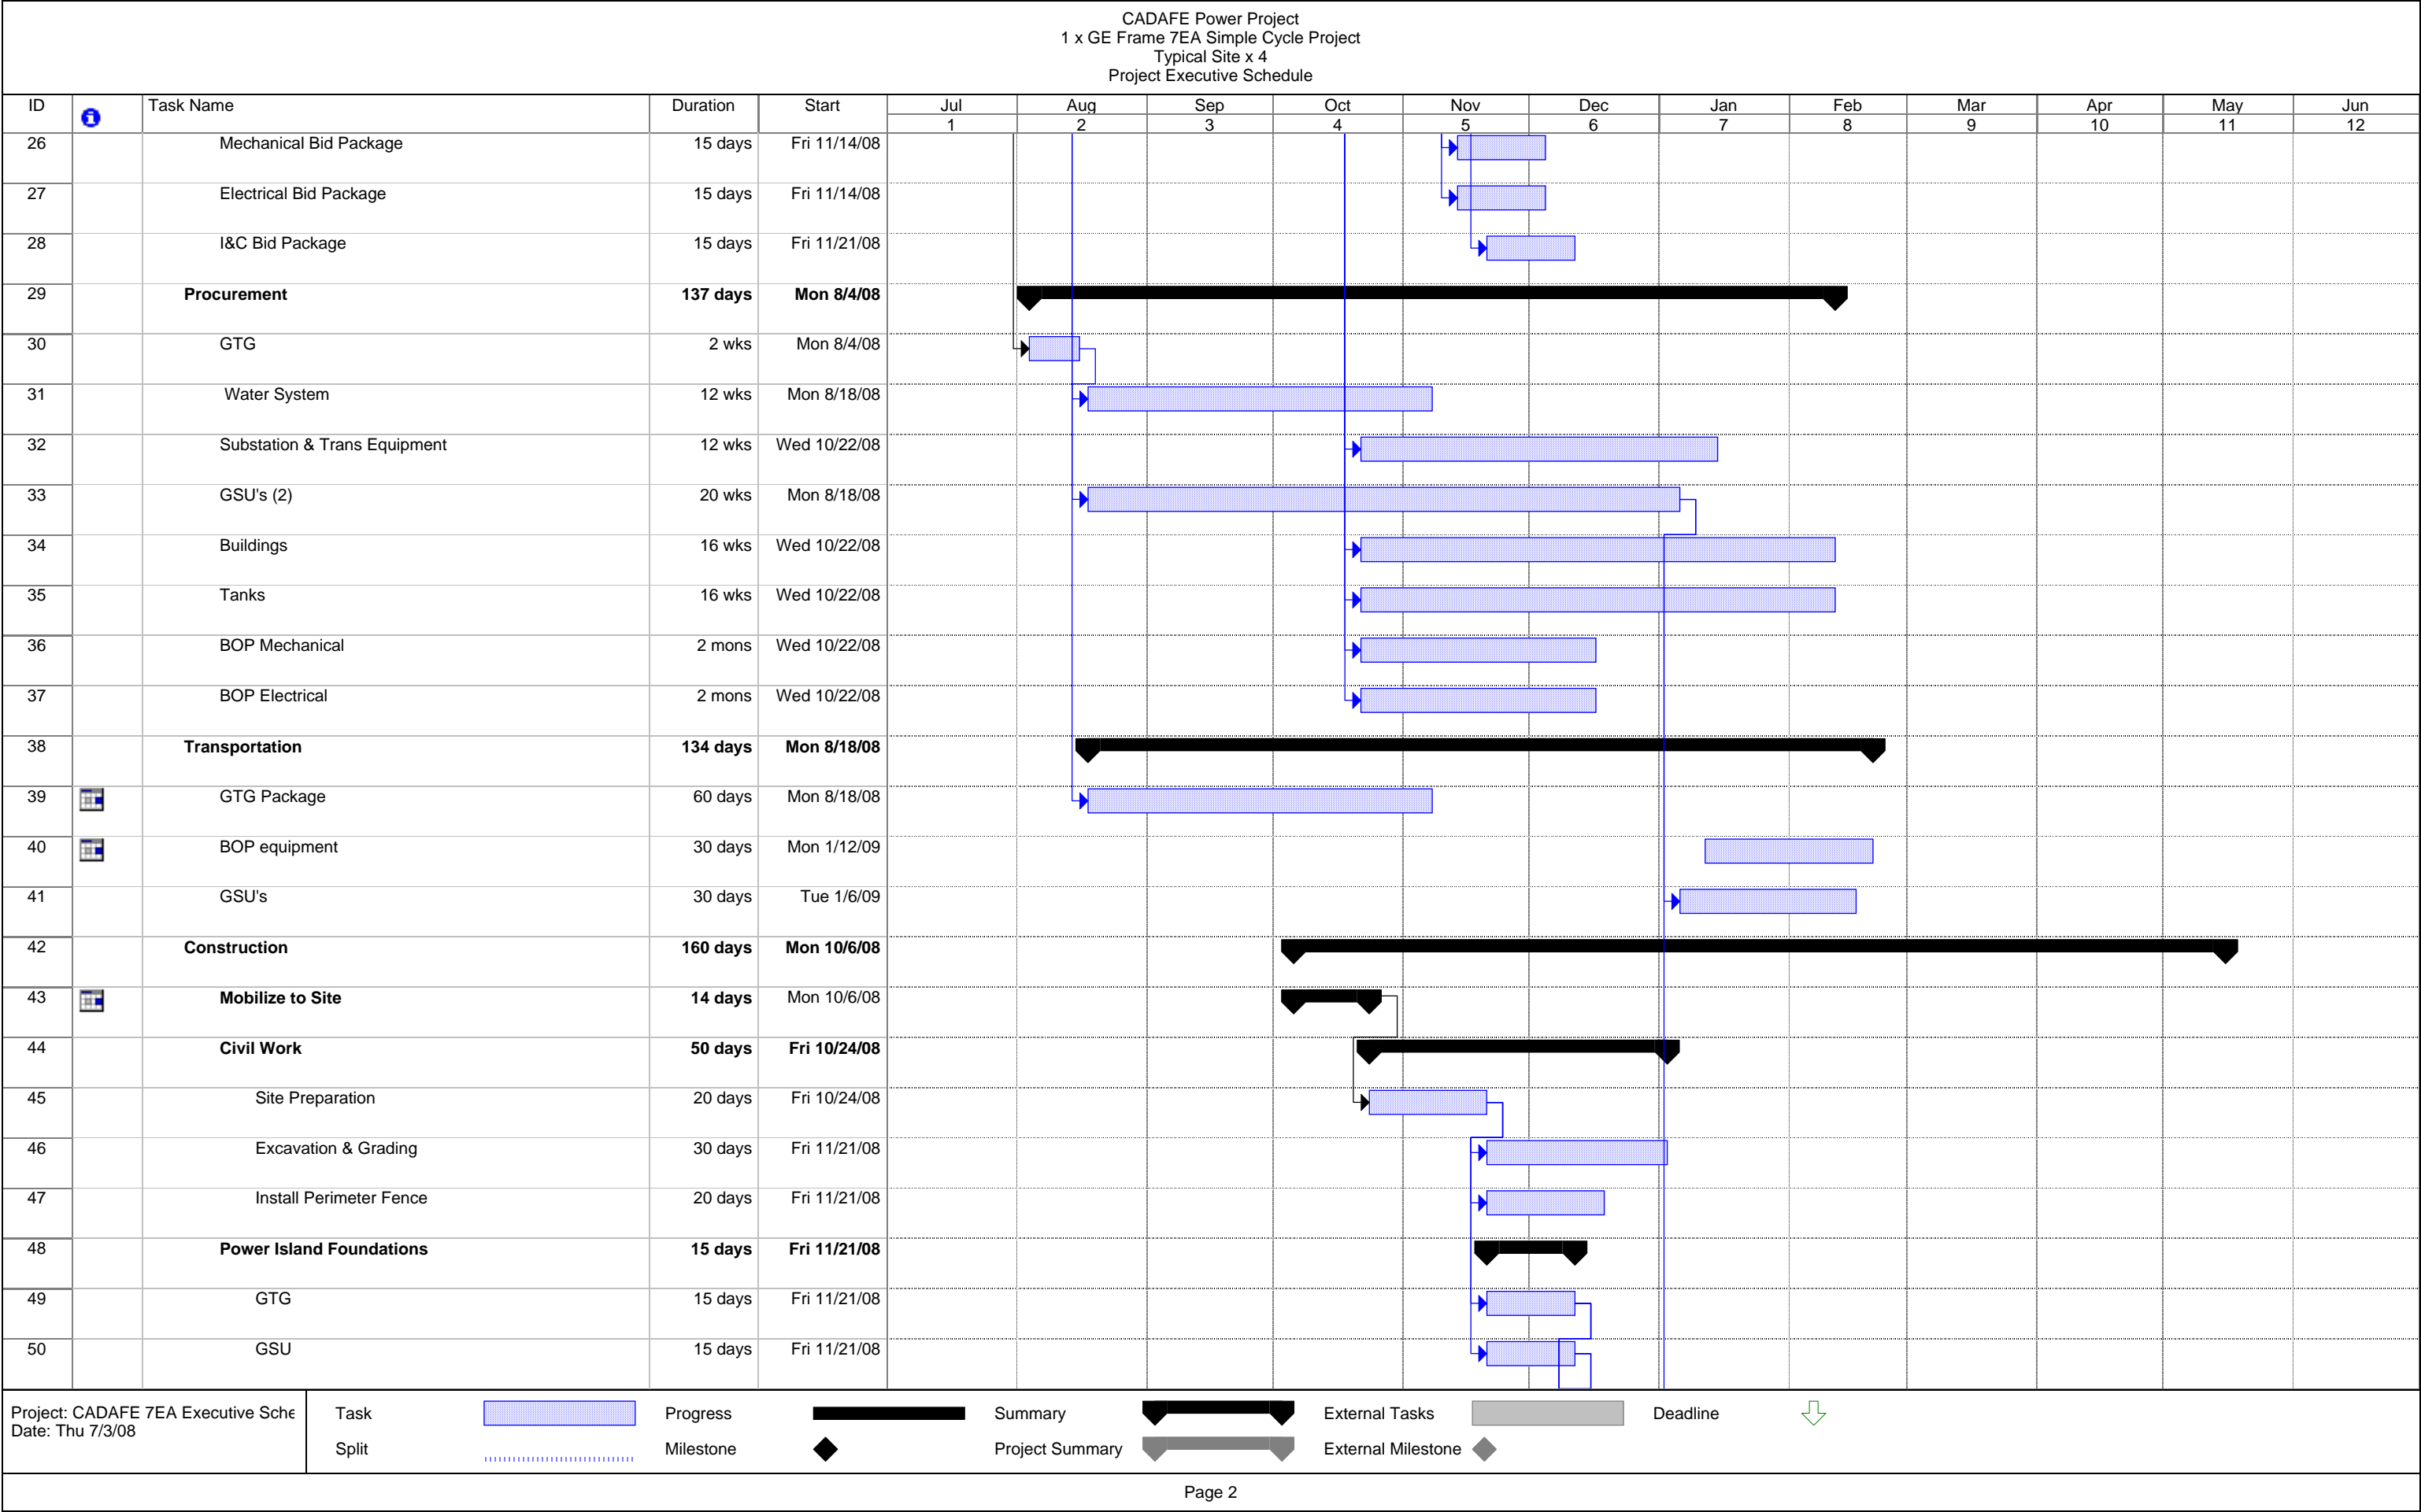 CADAFE Power Project
1 x GE Frame 7EA Simple Cycle Project
Typical Site x 4
Project Executive Schedule
ID Task Name Duration Start Jul Aug Sep Oct Nov Dec Jan Feb Mar Apr May Jun
1 2 3 4 5 6 7 8 9 10 11 12
26 Mechanical Bid Package 15 days Fri 11/14/08
27 Electrical Bid Package 15 days Fri 11/14/08
28 I&C Bid Package 15 days Fri 11/21/08
29 Procurement 137 days Mon 8/4/08
30 GTG 2 wks Mon 8/4/08
31 Water System 12 wks Mon 8/18/08
32 Substation & Trans Equipment 12 wks Wed 10/22/08
33 GSU's (2) 20 wks Mon 8/18/08
34 Buildings 16 wks Wed 10/22/08
35 Tanks 16 wks Wed 10/22/08
36 BOP Mechanical 2 mons Wed 10/22/08
37 BOP Electrical 2 mons Wed 10/22/08
38 Transportation 134 days Mon 8/18/08
39 GTG Package 60 days Mon 8/18/08
40 BOP equipment 30 days Mon 1/12/09
41 GSU's 30 days Tue 1/6/09
42 Construction 160 days Mon 10/6/08
43 Mobilize to Site 14 days Mon 10/6/08
44 Civil Work 50 days Fri 10/24/08
45 Site Preparation 20 days Fri 10/24/08
46 Excavation & Grading 30 days Fri 11/21/08
47 Install Perimeter Fence 20 days Fri 11/21/08
48 Power Island Foundations 15 days Fri 11/21/08
49 GTG 15 days Fri 11/21/08
50 GSU 15 days Fri 11/21/08
Project: CADAFE 7EA Executive Sche
Date: Thu 7/3/08
Task Progress Summary External Tasks Deadline
Split Milestone Project Summary External Milestone
Page 2